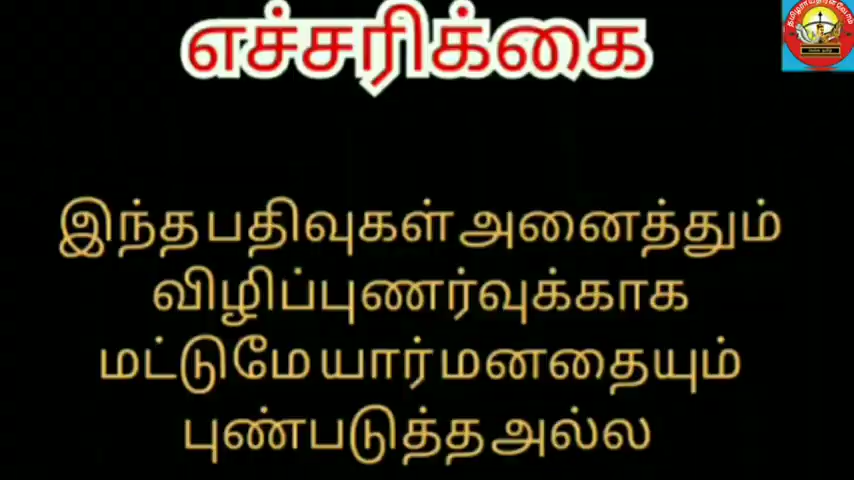 எச்சரிக்கை
இந்த பதிவுகள் அனைத்தும்
விழிப்புணர்வுக்காக
மட்டுமே யார் மனதையும்
புண்படுத்த அல்ல